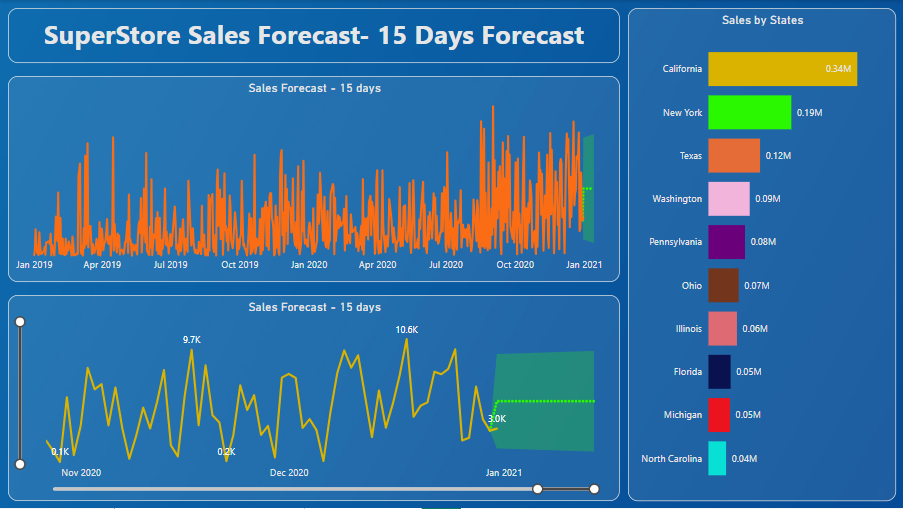 SuperStore Sales Forecast- 15 Days Forecast
Sales Forecast - 15 days
Jan 2019 Apr 2019 Jul 2019 Oct 2019 Jan 2020 Apr 2020 Jul 2020 Oct 2020 Jan 2021
Sales Forecast - 15 days
10.6K
9.7K
3.0K
0.1K 0.2K
Nov 2020 Dec 2020 Jan 2021
Sales by States
California 0.34M
New York 0.19M
Texas 0.12M
Washington 0.09M
Pennsylvania 0.08M
Ohio 0.07M
Illinois 0.06M
Florida 0.05M
Michigan 0.05M
North Carolina 0.04M